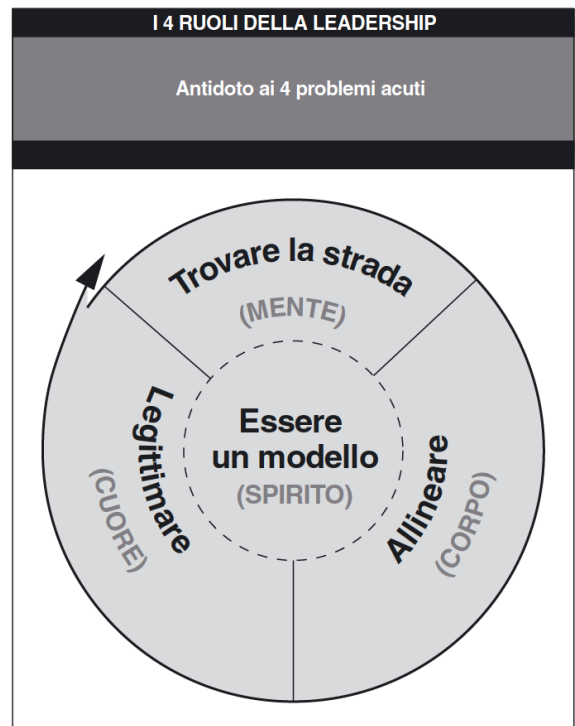 I 4 RUOLI DELLA LEADERSHIP
Antidoto ai 4 problemi acuti
Trovare la strada
(MENTE)
Essere
un modello
(SPIRITO)
Legittimare
(CUORE)
Allineare
(CORPO)